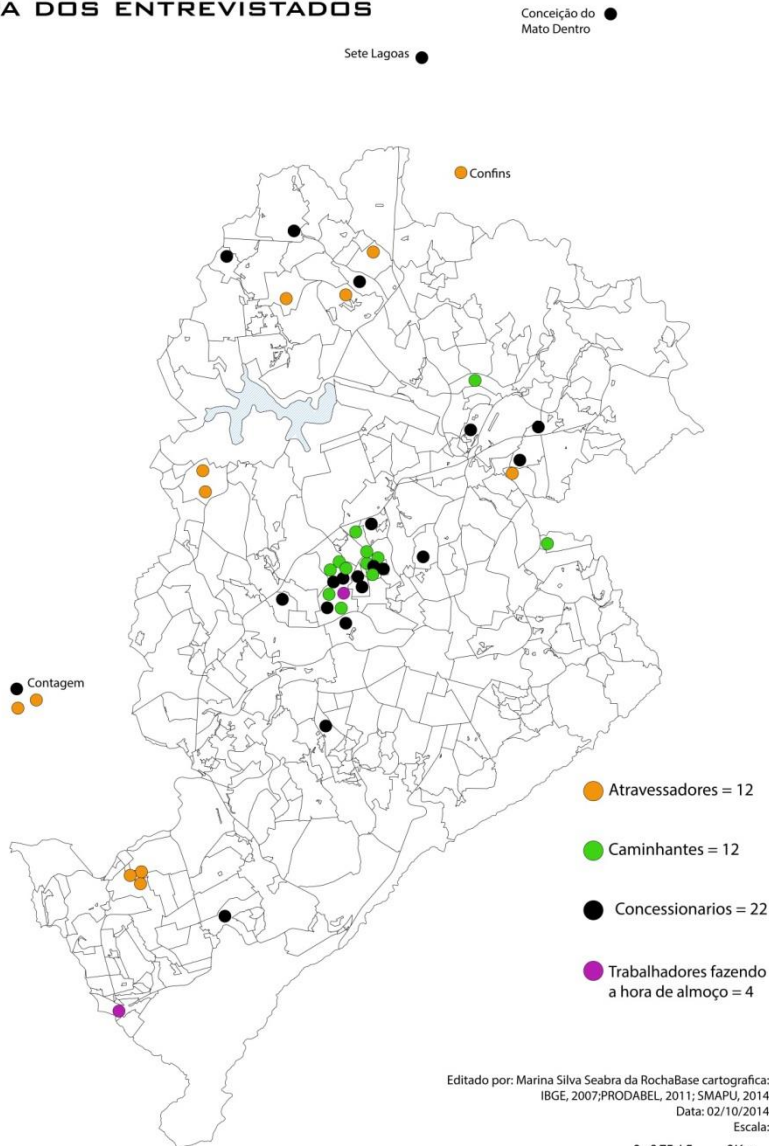 A DOS ENTREVISTADOS
Conceição do
Mato Dentro
Sete Lagoas
Confins
Contagem
Atravessadores = 12
Caminhantes = 12
Concessionarios = 22
Trabalhadores fazendo
a hora de almoço = 4
Editado por: Marina Silva Seabra da RochaBase cartografica:
IBGE, 2007;PRODABEL, 2011; SMAPU, 2014
Data: 02/10/2014
Escala: